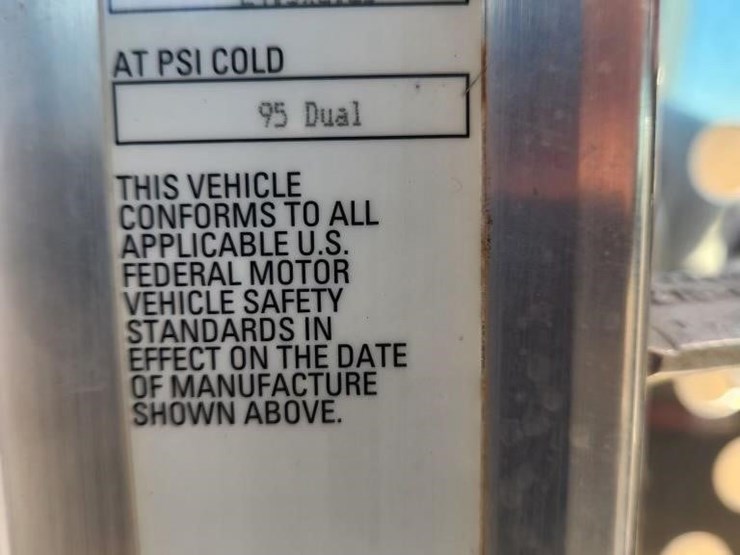 AT PSI COLD
95 Dual
THIS VEHICLE
CONFORMS TO ALL
APPLICABLE U.S.
FEDERAL MOTOR
VEHICLE SAFETY
STANDARDS IN
EFFECT ON THE DATE
OF MANUFACTURE
SHOWN ABOVE.